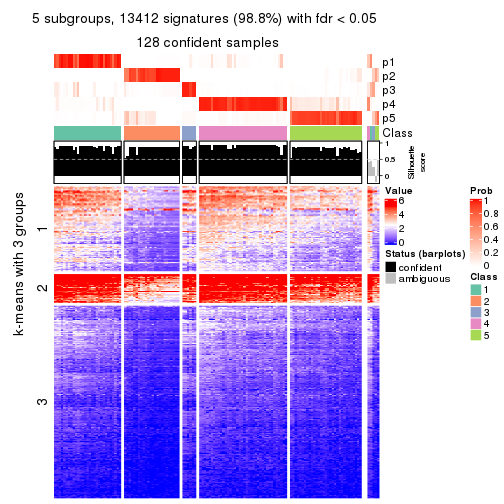 5 subgroups, 13412 signatures (98.8%) with fdr < 0.05
128 confident samples
p1
p2
p3
p4
p5
Class
1
0.5
0
Silhouette
score
k-means with 3 groups
1
2
3
Value
6
4
2
0
Status (barplots)
confident
ambiguous
Prob
1
0.8
0.6
0.4
0.2
0
Class
1
2
3
4
5